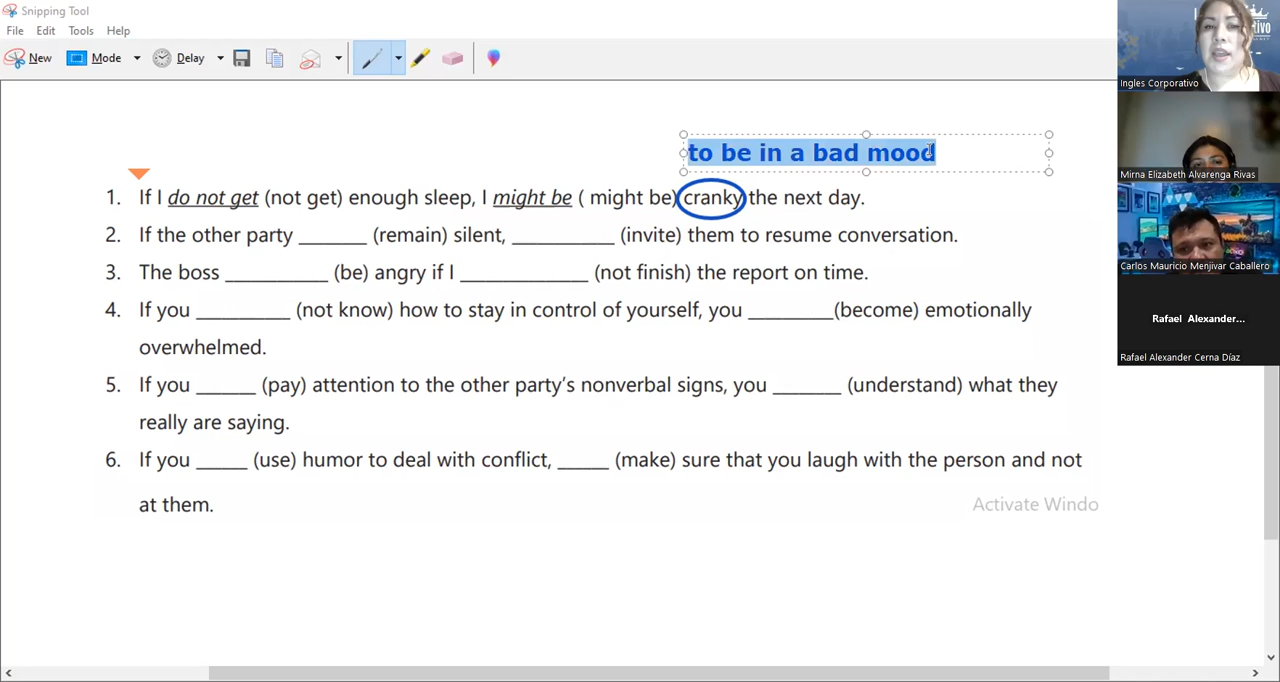 Snipping Tool
File Edit Tools Help
New Mode Delay
to be in a bad mood
1. If I do not get (not get) enough sleep, I might be ( might be) cranky the next day.
2. If the other party _______ (remain) silent, ___________ (invite) them to resume conversation.
3. The boss ___________ (be) angry if I ______________ (not finish) the report on time.
4. If you __________ (not know) how to stay in control of yourself, you _________(become) emotionally
overwhelmed.
5. If you ______ (pay) attention to the other party's nonverbal signs, you _______ (understand) what they
really are saying.
6. If you _____ (use) humor to deal with conflict, _____ (make) sure that you laugh with the person and not
at them.
Activate Windo
Ingles Corporativo
Mirna Elizabeth Alvarenga Rivas
Carlos Mauricio Menjivar Caballero
Rafael Alexander...
Rafael Alexander Cerna Díaz